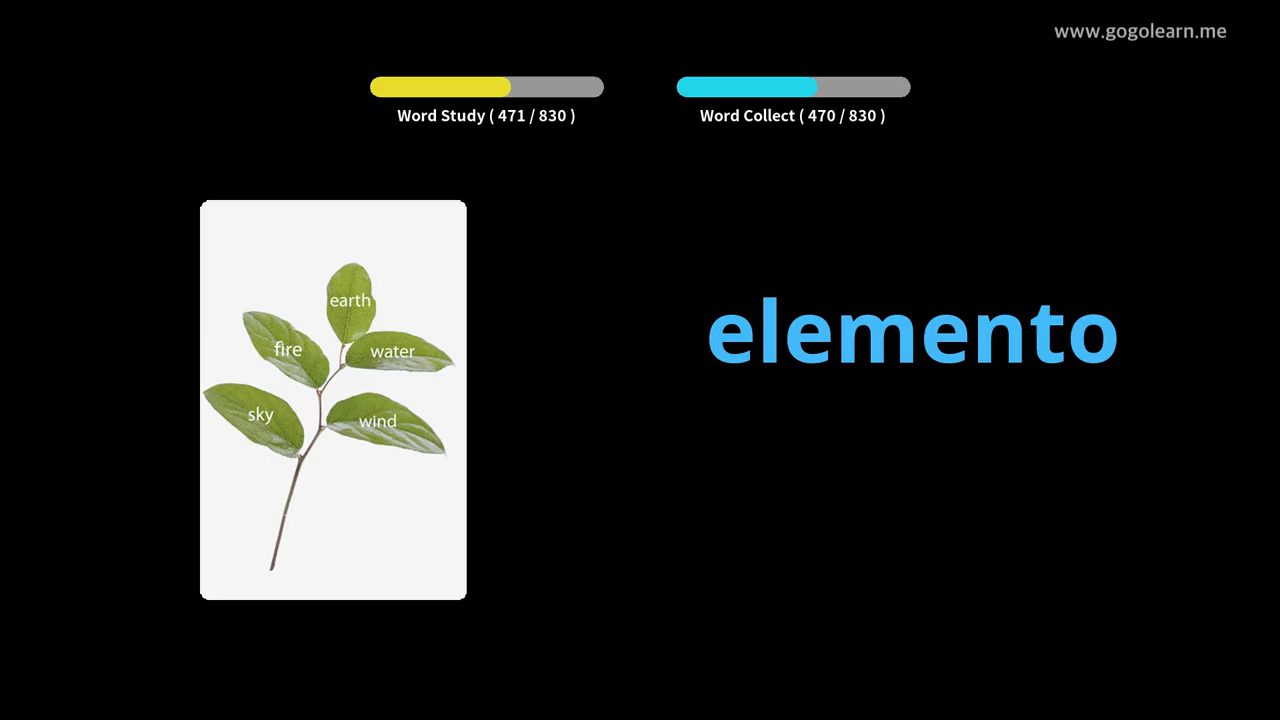 www.gogolearn.me
Word Study ( 471 / 830 )
Word Collect ( 470 / 830 )
earth
fire
water
sky
wind
elemento